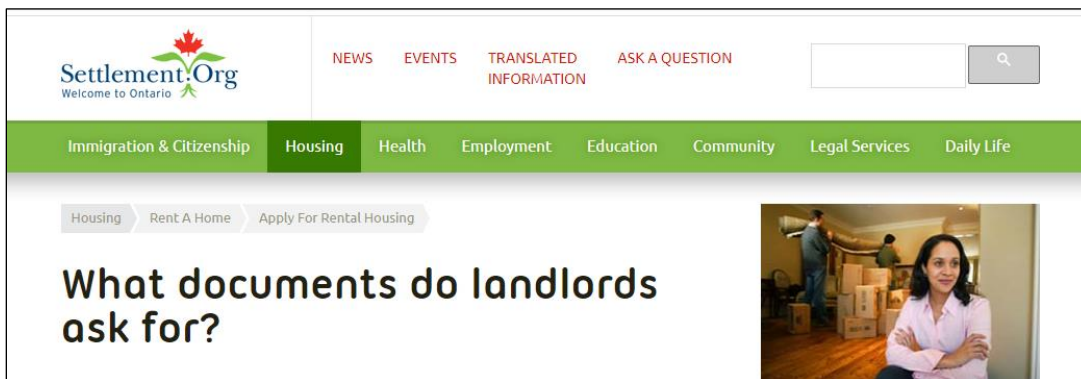 Settlement.Org
Welcome to Ontario
NEWS EVENTS TRANSLATED INFORMATION ASK A QUESTION
Immigration & Citizenship Housing Health Employment Education Community Legal Services Daily Life
Housing Rent A Home Apply For Rental Housing
What documents do landlords
ask for?